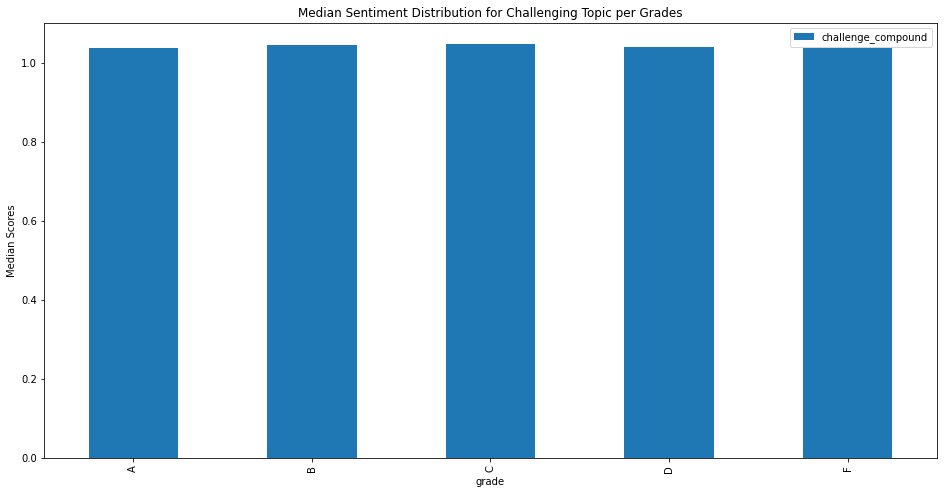 Median Sentiment Distribution for Challenging Topic per Grades
challenge_compound
1.0
0.8
0.6
0.4
0.2
0.0
Median Scores
A
B
C
D
F
grade